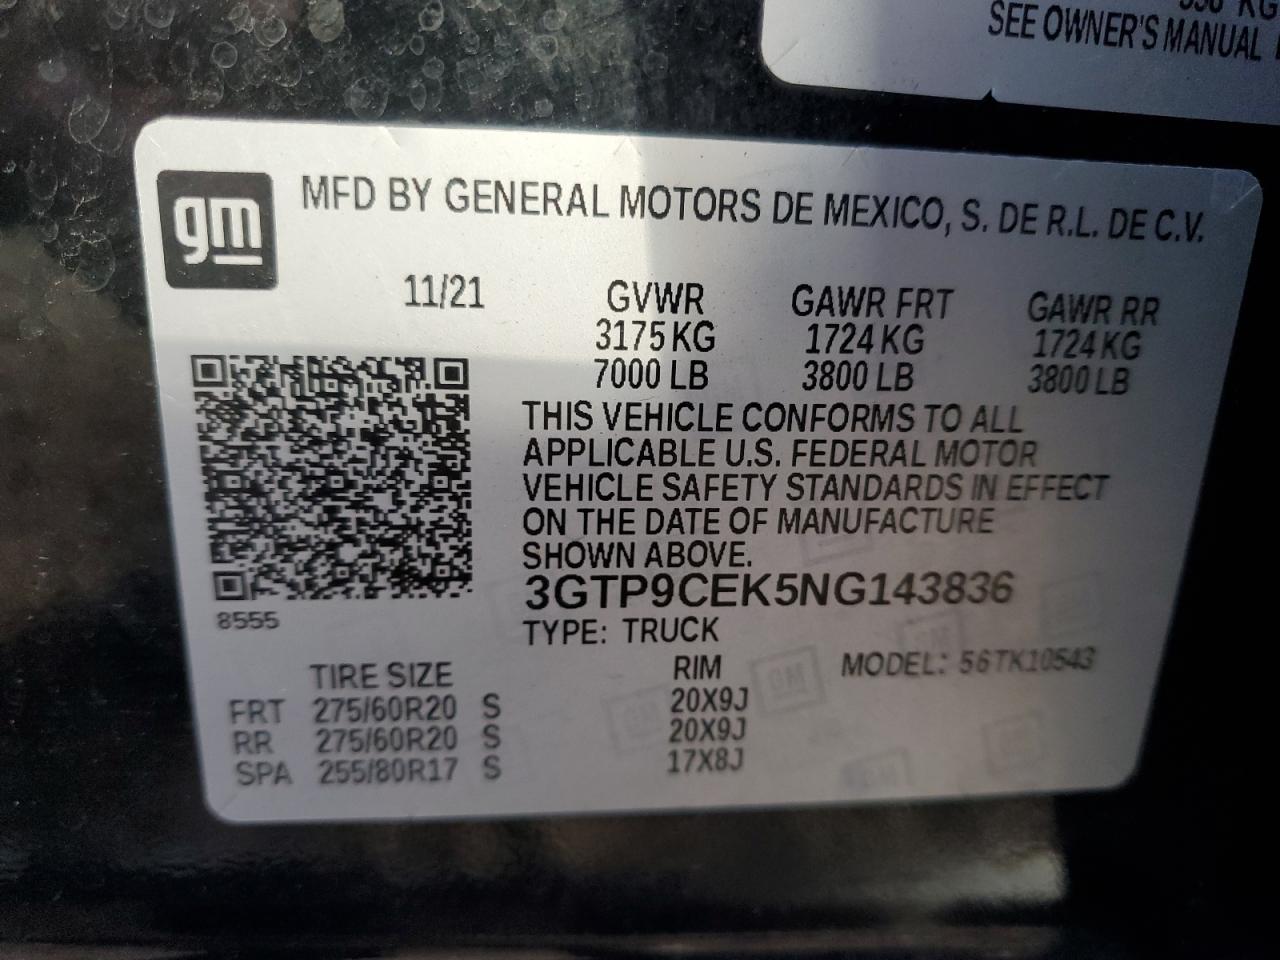 KG
SEE OWNER'S MANUAL
gm
MFD BY GENERAL MOTORS DE MEXICO, S. DE R.L. DE C.V.
11/21 GVWR GAWR FRT GAWR RR
3175 KG 1724 KG 1724 KG
7000 LB 3800 LB 3800 LB
THIS VEHICLE CONFORMS TO ALL
APPLICABLE U.S. FEDERAL MOTOR
VEHICLE SAFETY STANDARDS IN EFFECT
ON THE DATE OF MANUFACTURE
SHOWN ABOVE.
3GTP9CEK5NG143836
8555
TYPE: TRUCK
TIRE SIZE RIM MODEL: 56TK10543
FRT 275/60R20 S 20X9J
RR 275/60R20 S 20X9J
SPA 255/80R17 S 17X8J